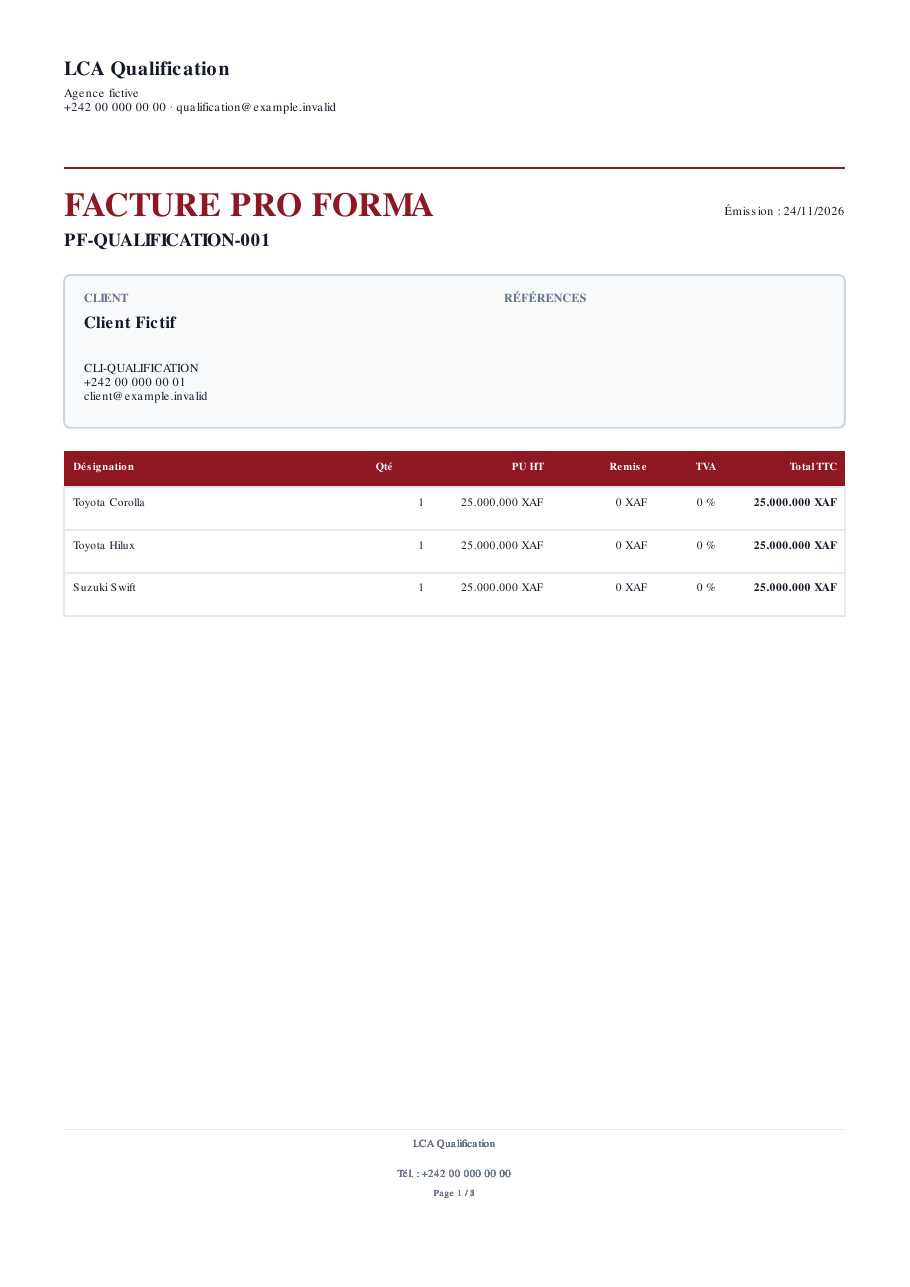 LCA Qualification
Agence fictive
+242 00 000 00 00 · qualification@example.invalid
FACTURE PRO FORMA
Émission : 24/11/2026
PF-QUALIFICATION-001
CLIENT RÉFÉRENCES
Client Fictif
CLI-QUALIFICATION
+242 00 000 00 01
client@example.invalid
Désignation Qté PU HT Remise TVA Total TTC
Toyota Corolla 1 25.000.000 XAF 0 XAF 0 % 25.000.000 XAF
Toyota Hilux 1 25.000.000 XAF 0 XAF 0 % 25.000.000 XAF
Suzuki Swift 1 25.000.000 XAF 0 XAF 0 % 25.000.000 XAF
LCA Qualification
Tél. : +242 00 000 00 00
Page 1 /